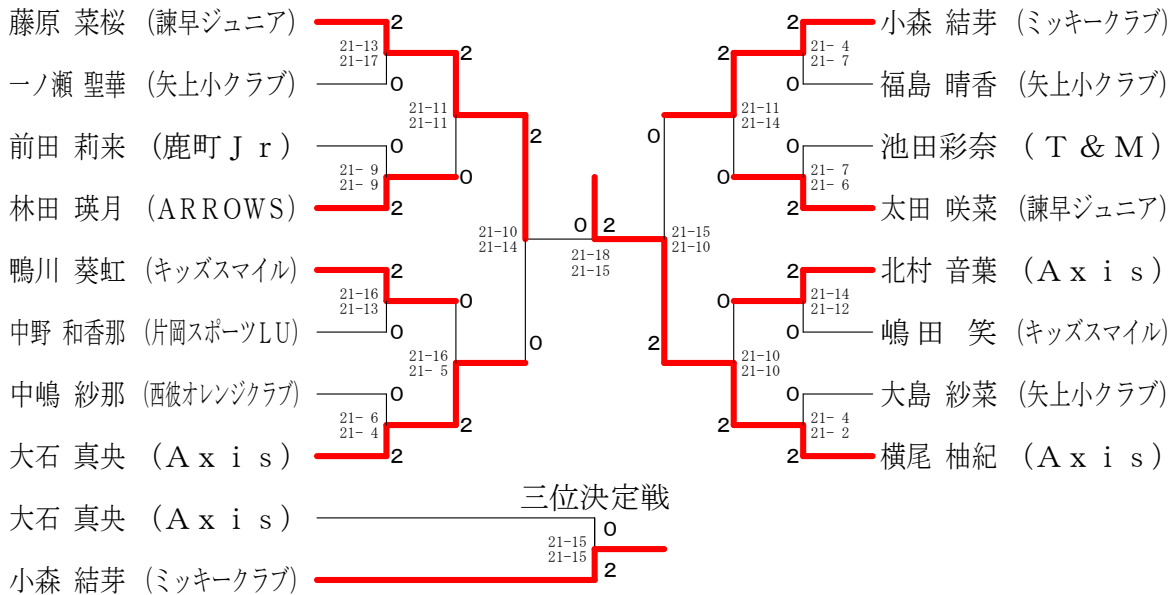 藤原 菜桜 (諫早ジュニア) 2
21-13
21-17
一ノ瀬 聖華 (矢上小クラブ) 0
2
21-11
21-11
0
前田 莉来 (鹿町Ｊｒ) 0
21- 9
21- 9
林田 瑛月 (ARROWS) 2
2
21-10
21-14
0
鴨川 葵虹 (キッズスマイル) 2
21-16
21-13
中野 和香那 (片岡スポーツLU) 0
0
21-16
21- 5
2
中嶋 紗那 (西彼オレンジクラブ) 0
21- 6
21- 4
大石 真央 (Ａｘｉｓ) 2
0 2
21-18
21-15
2 小森 結芽 (ミッキークラブ)
21- 4
21- 7
0 福島 晴香 (矢上小クラブ)
2
21-11
21-14
0
0 池田彩奈 (Ｔ＆Ｍ)
21- 7
21- 6
2 太田 咲菜 (諫早ジュニア)
0
21-15
21-10
2
2 北村 音葉 (Ａｘｉｓ)
21-14
21-12
0 嶋田 笑 (キッズスマイル)
0
21-10
21-10
2
0 大島 紗菜 (矢上小クラブ)
21- 4
21- 2
2 横尾 柚紀 (Ａｘｉｓ)
三位決定戦
大石 真央 (Ａｘｉｓ) 0
21-15
21-15
小森 結芽 (ミッキークラブ) 2